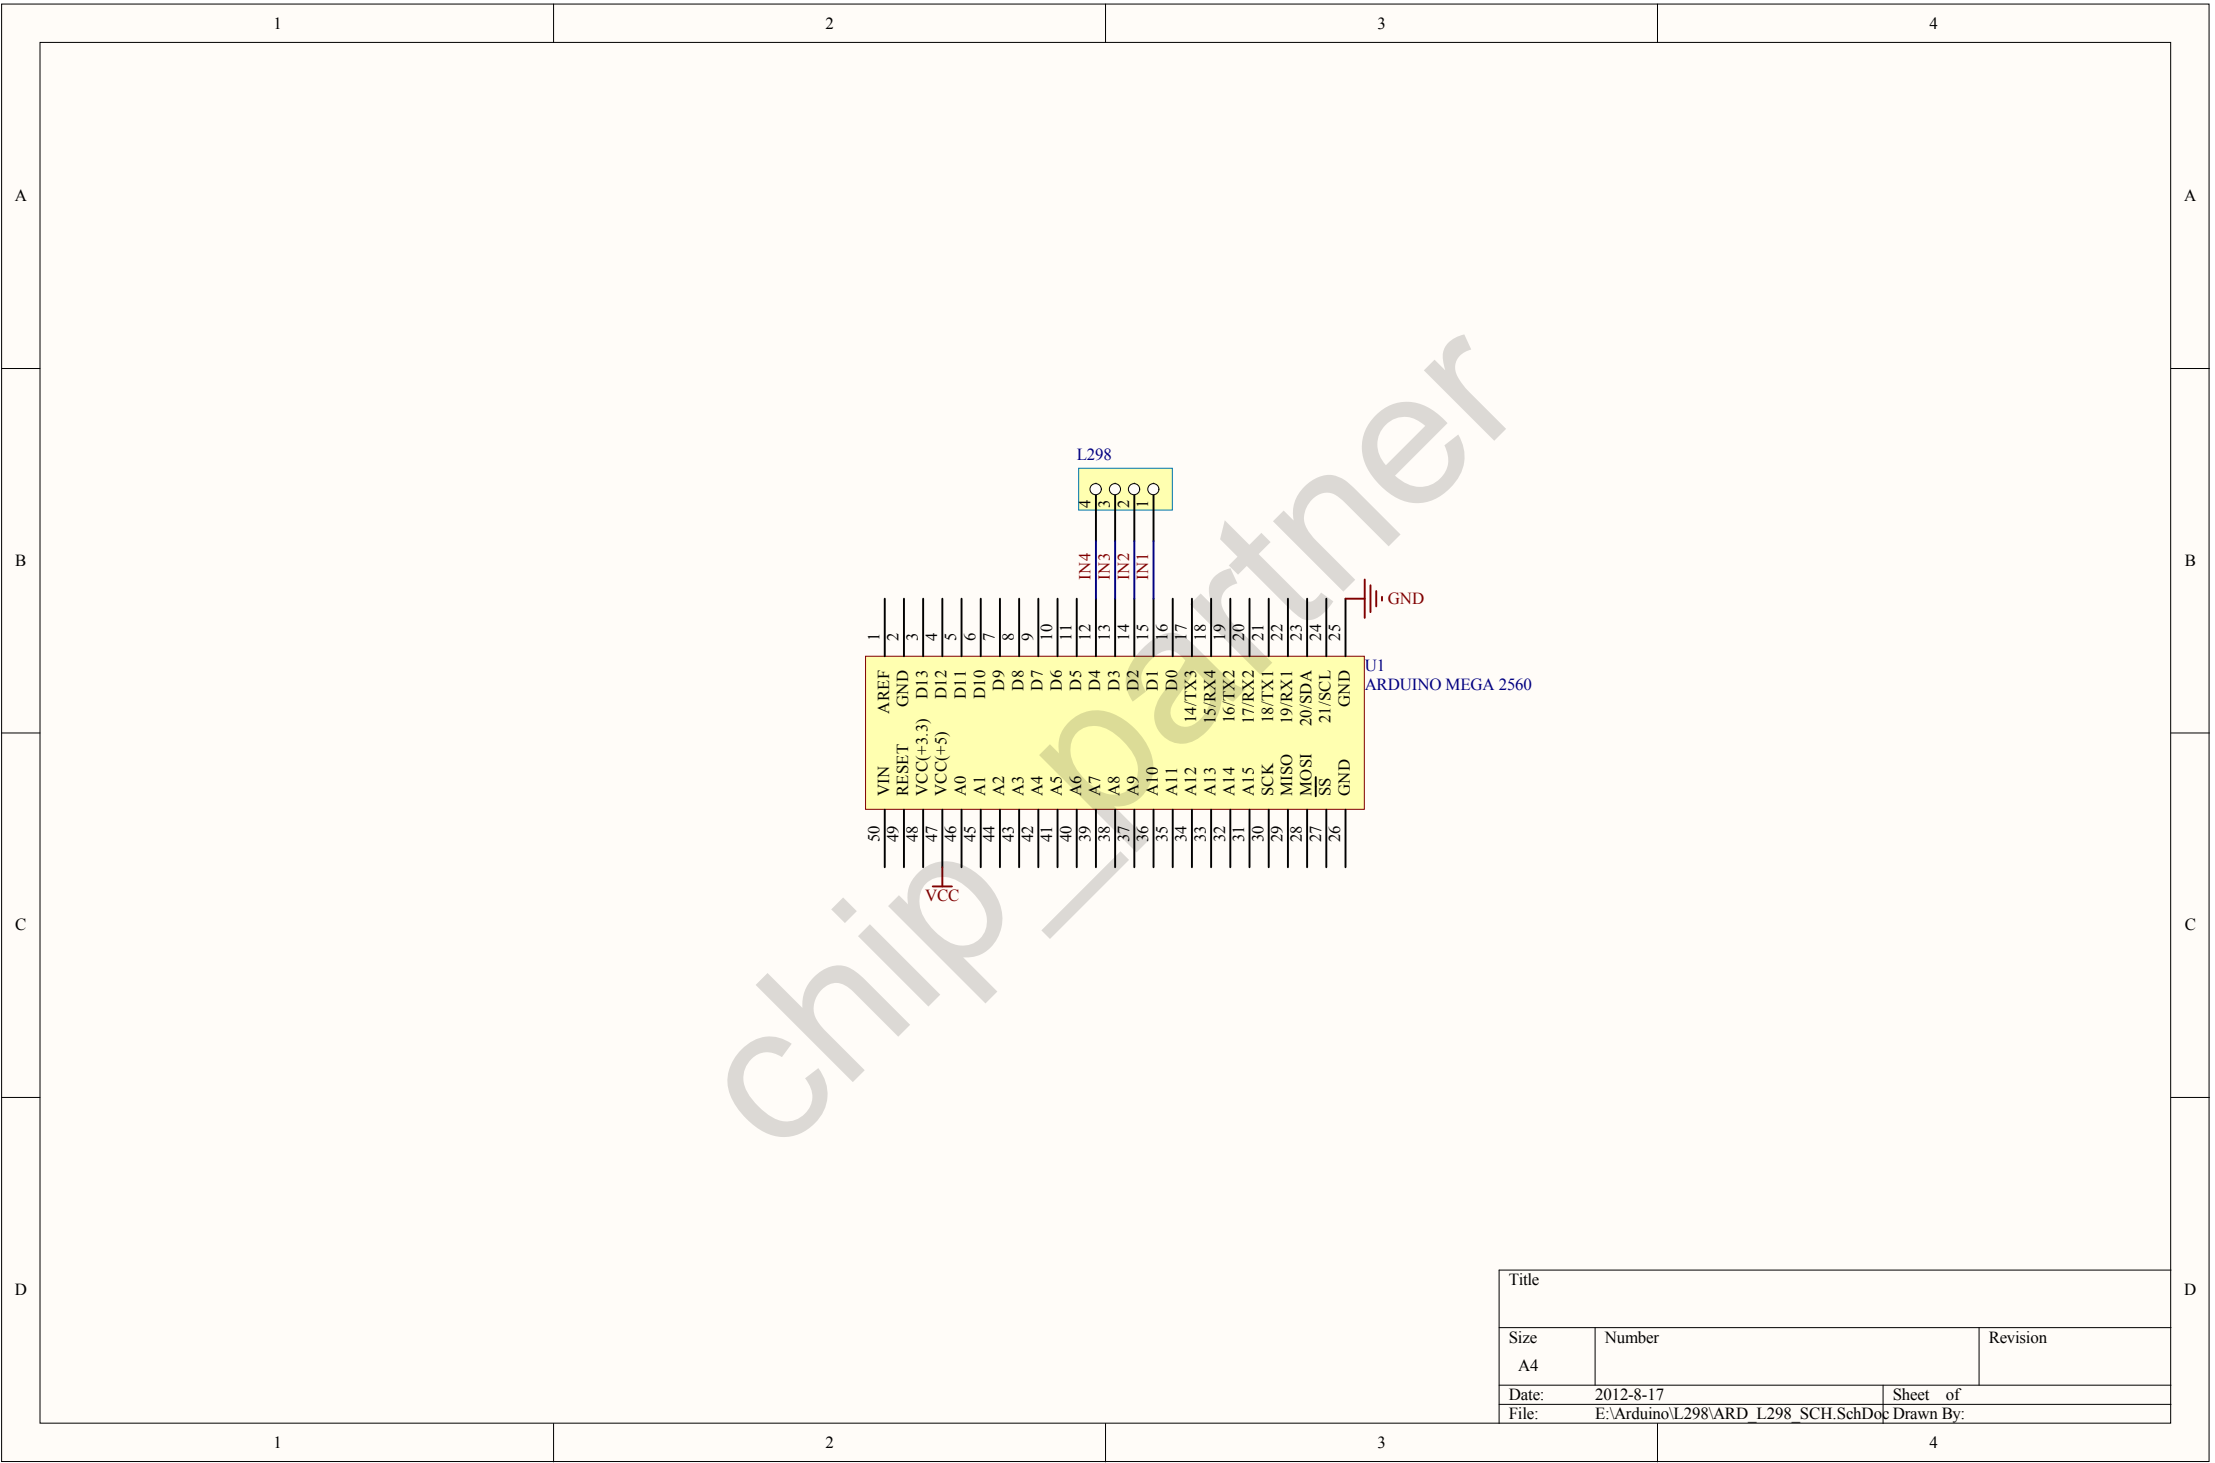 1 2 3 4
A A
L298
4 3 2 1
IN4 IN3 IN2 IN1
B B
GND
1 2 3 4 5 6 7 8 9 10 11 12 13 14 15 16 17 18 19 20 21 22 23 24 25
U1
ARDUINO MEGA 2560
AREF GND D13 D12 D11 D10 D9 D8 D7 D6 D5 D4 D3 D2 D1 D0 14/TX3 15/RX4 16/TX2 17/RX2 18/TX1 19/RX1 20/SDA 21/SCL GND
VIN RESET VCC(+3.3) VCC(+5) A0 A1 A2 A3 A4 A5 A6 A7 A8 A9 A10 A11 A12 A13 A14 A15 SCK MISO MOSI SS GND
50 49 48 47 46 45 44 43 42 41 40 39 38 37 36 35 34 33 32 31 30 29 28 27 26
VCC
chip_partner
C C
D D
Title
Size Number Revision
A4
Date: 2012-8-17 Sheet of
File: E:\Arduino\L298\ARD_L298_SCH.SchDoc Drawn By:
1 2 3 4